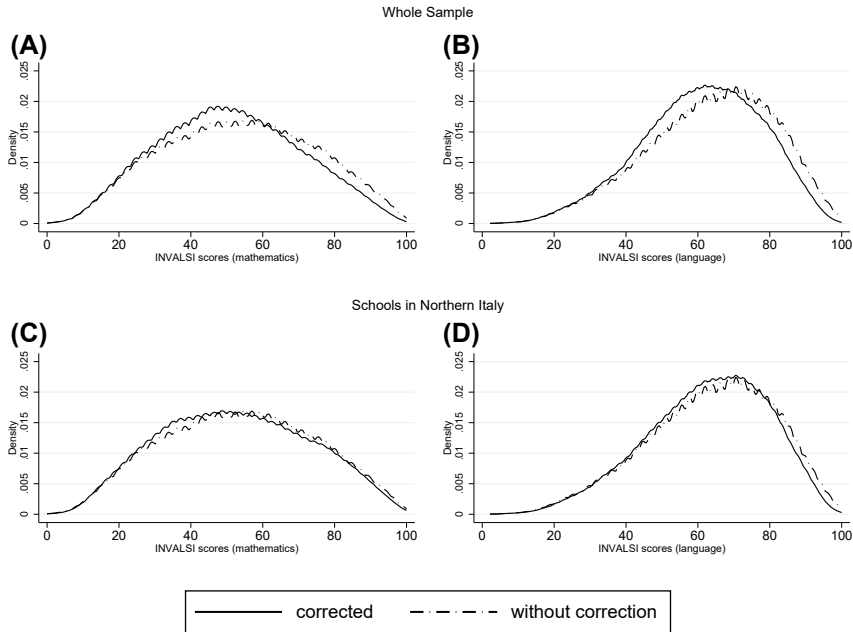 Whole Sample
(A)
(B)
Density
0 .005 .01 .015 .02 .025
0 20 40 60 80 100
INVALSI scores (mathematics)
Density
0 .005 .01 .015 .02 .025
0 20 40 60 80 100
INVALSI scores (language)
Schools in Northern Italy
(C)
(D)
Density
0 .005 .01 .015 .02 .025
0 20 40 60 80 100
INVALSI scores (mathematics)
Density
0 .005 .01 .015 .02 .025
0 20 40 60 80 100
INVALSI scores (language)
corrected without correction